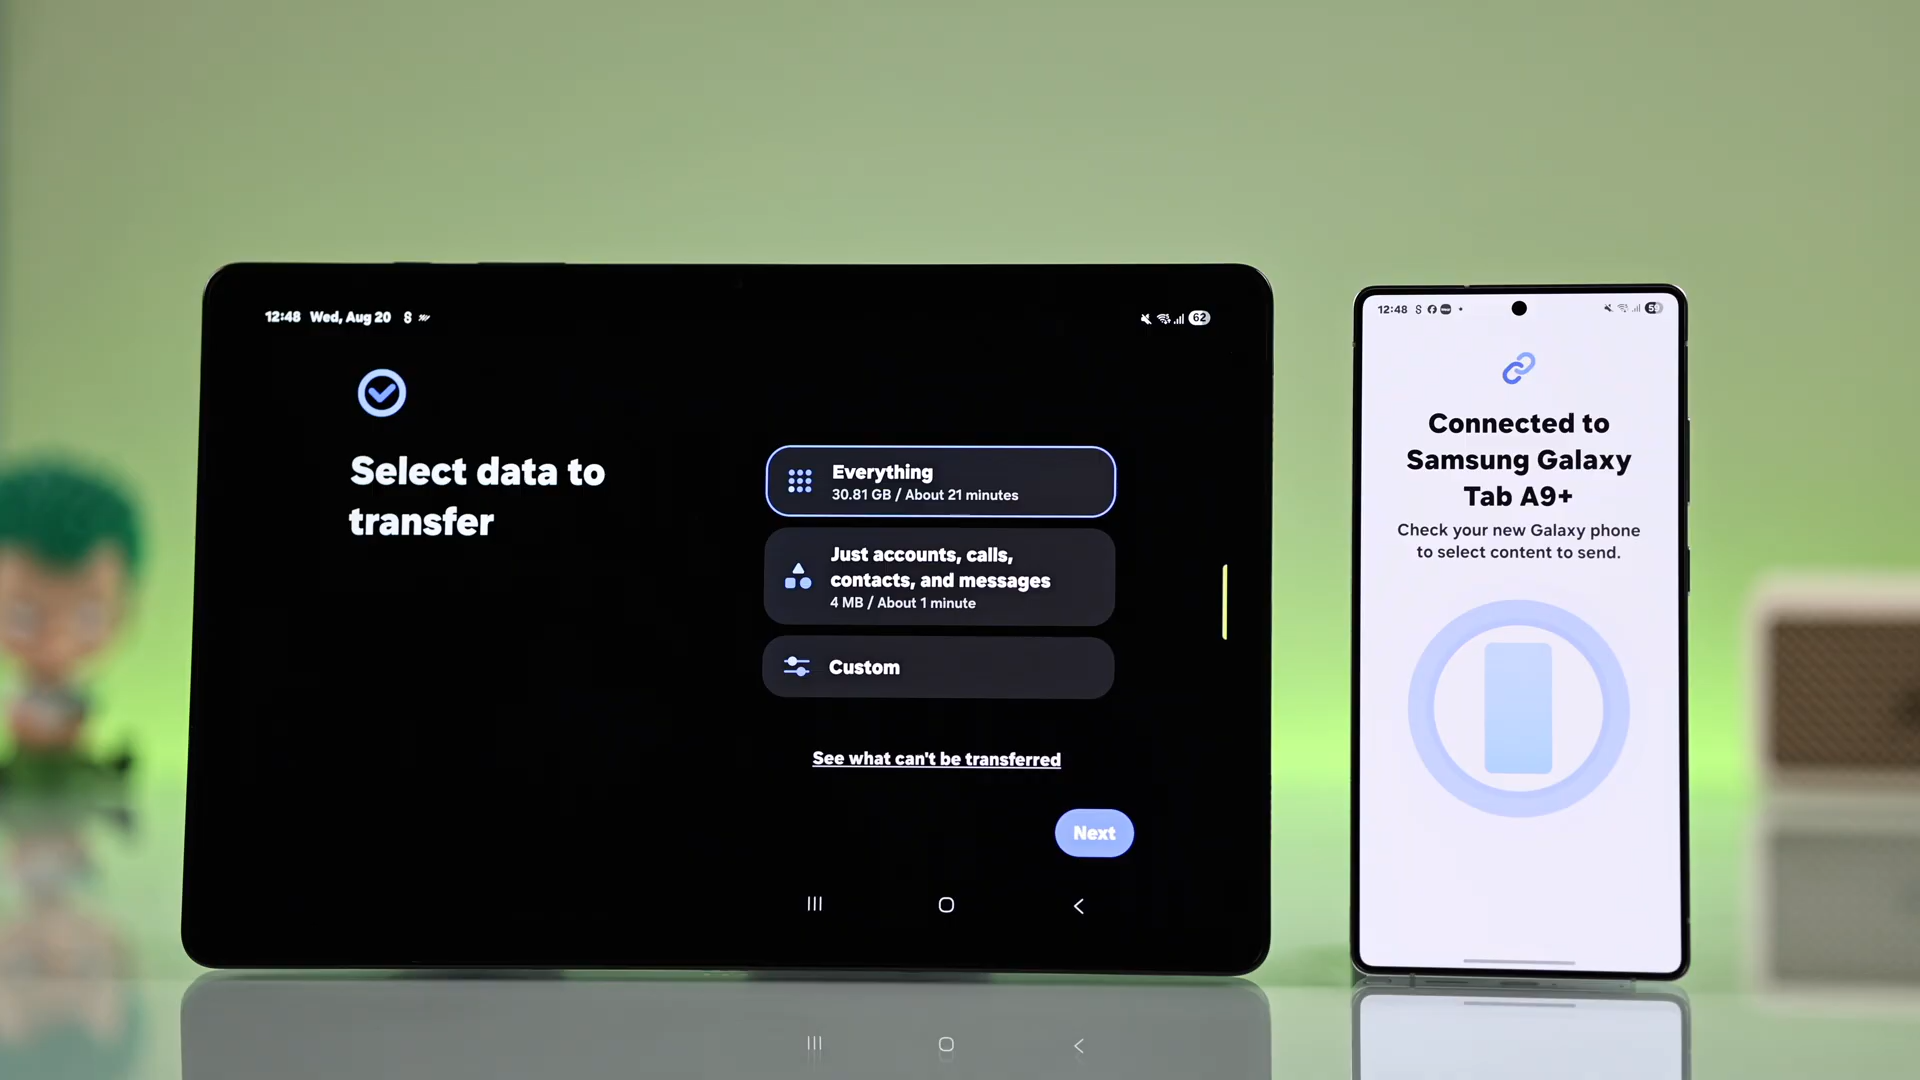 12:48 Wed, Aug 20
62
Select data to
transfer
Everything
30.81 GB / About 21 minutes
Just accounts, calls,
contacts, and messages
4 MB / About 1 minute
Custom
See what can't be transferred
Next
12:48
59
Connected to
Samsung Galaxy
Tab A9+
Check your new Galaxy phone
to select content to send.